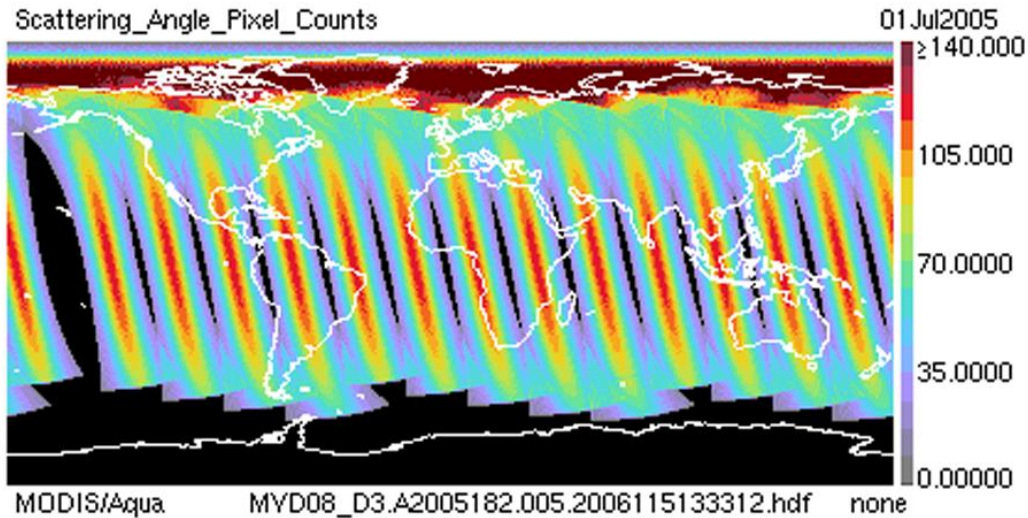 Scattering_Angle_Pixel_Counts 01Jul2005
≥140.000
105.000
70.0000
35.0000
0.00000
MODIS/Aqua MYD08_D3.A2005182.005.2006115133312.hdf none